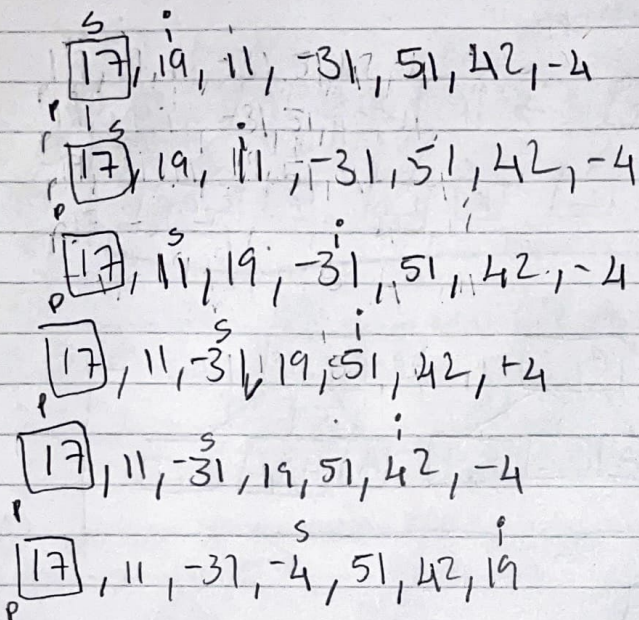 s i
17, 19, 11, -31, 51, 42, -4
p
s i
17, 19, 11, -31, 51, 42, -4
p
s i
17, 11, 19, -31, 51, 42, -4
p
s i
17, 11, -31, 19, 51, 42, -4
p
s i
17, 11, -31, 19, 51, 42, -4
p
s i
17, 11, -31, -4, 51, 42, 19
p